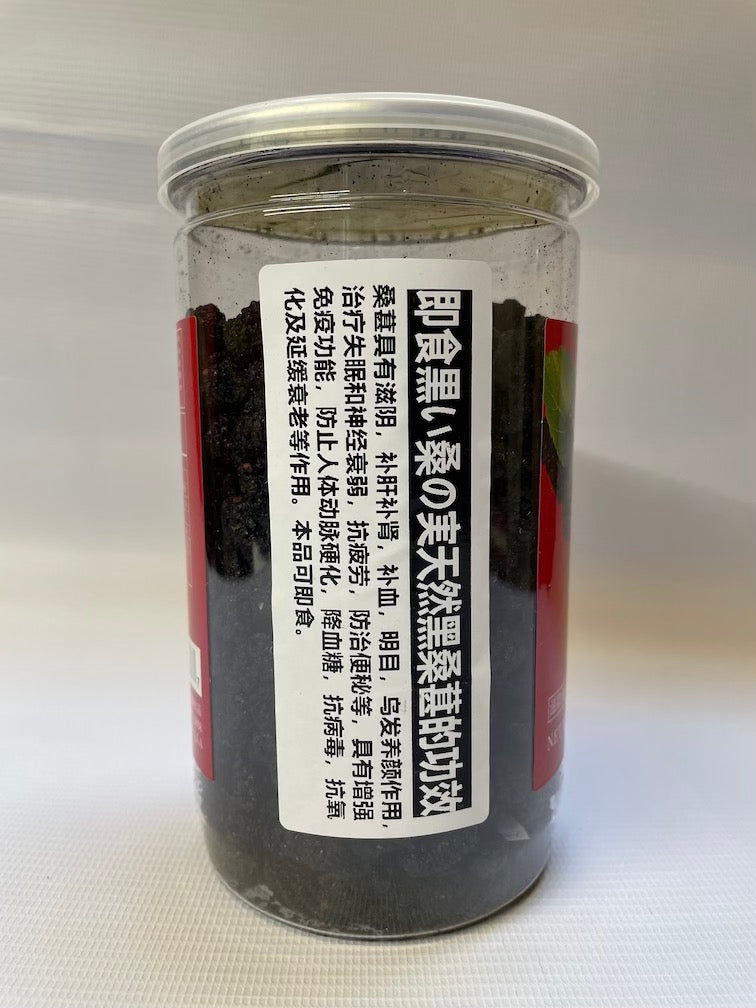 即食黒い桑の実天然黑桑葚的功效
桑葚具有滋阴，补肝补肾，补血，明目，乌发养颜作用，
治疗失眠和神经衰弱，抗疲劳，防治便秘等，具有增强
免疫功能，防止人体动脉硬化，降血糖，抗病毒，抗氧
化及延缓衰老等作用。本品可即食。